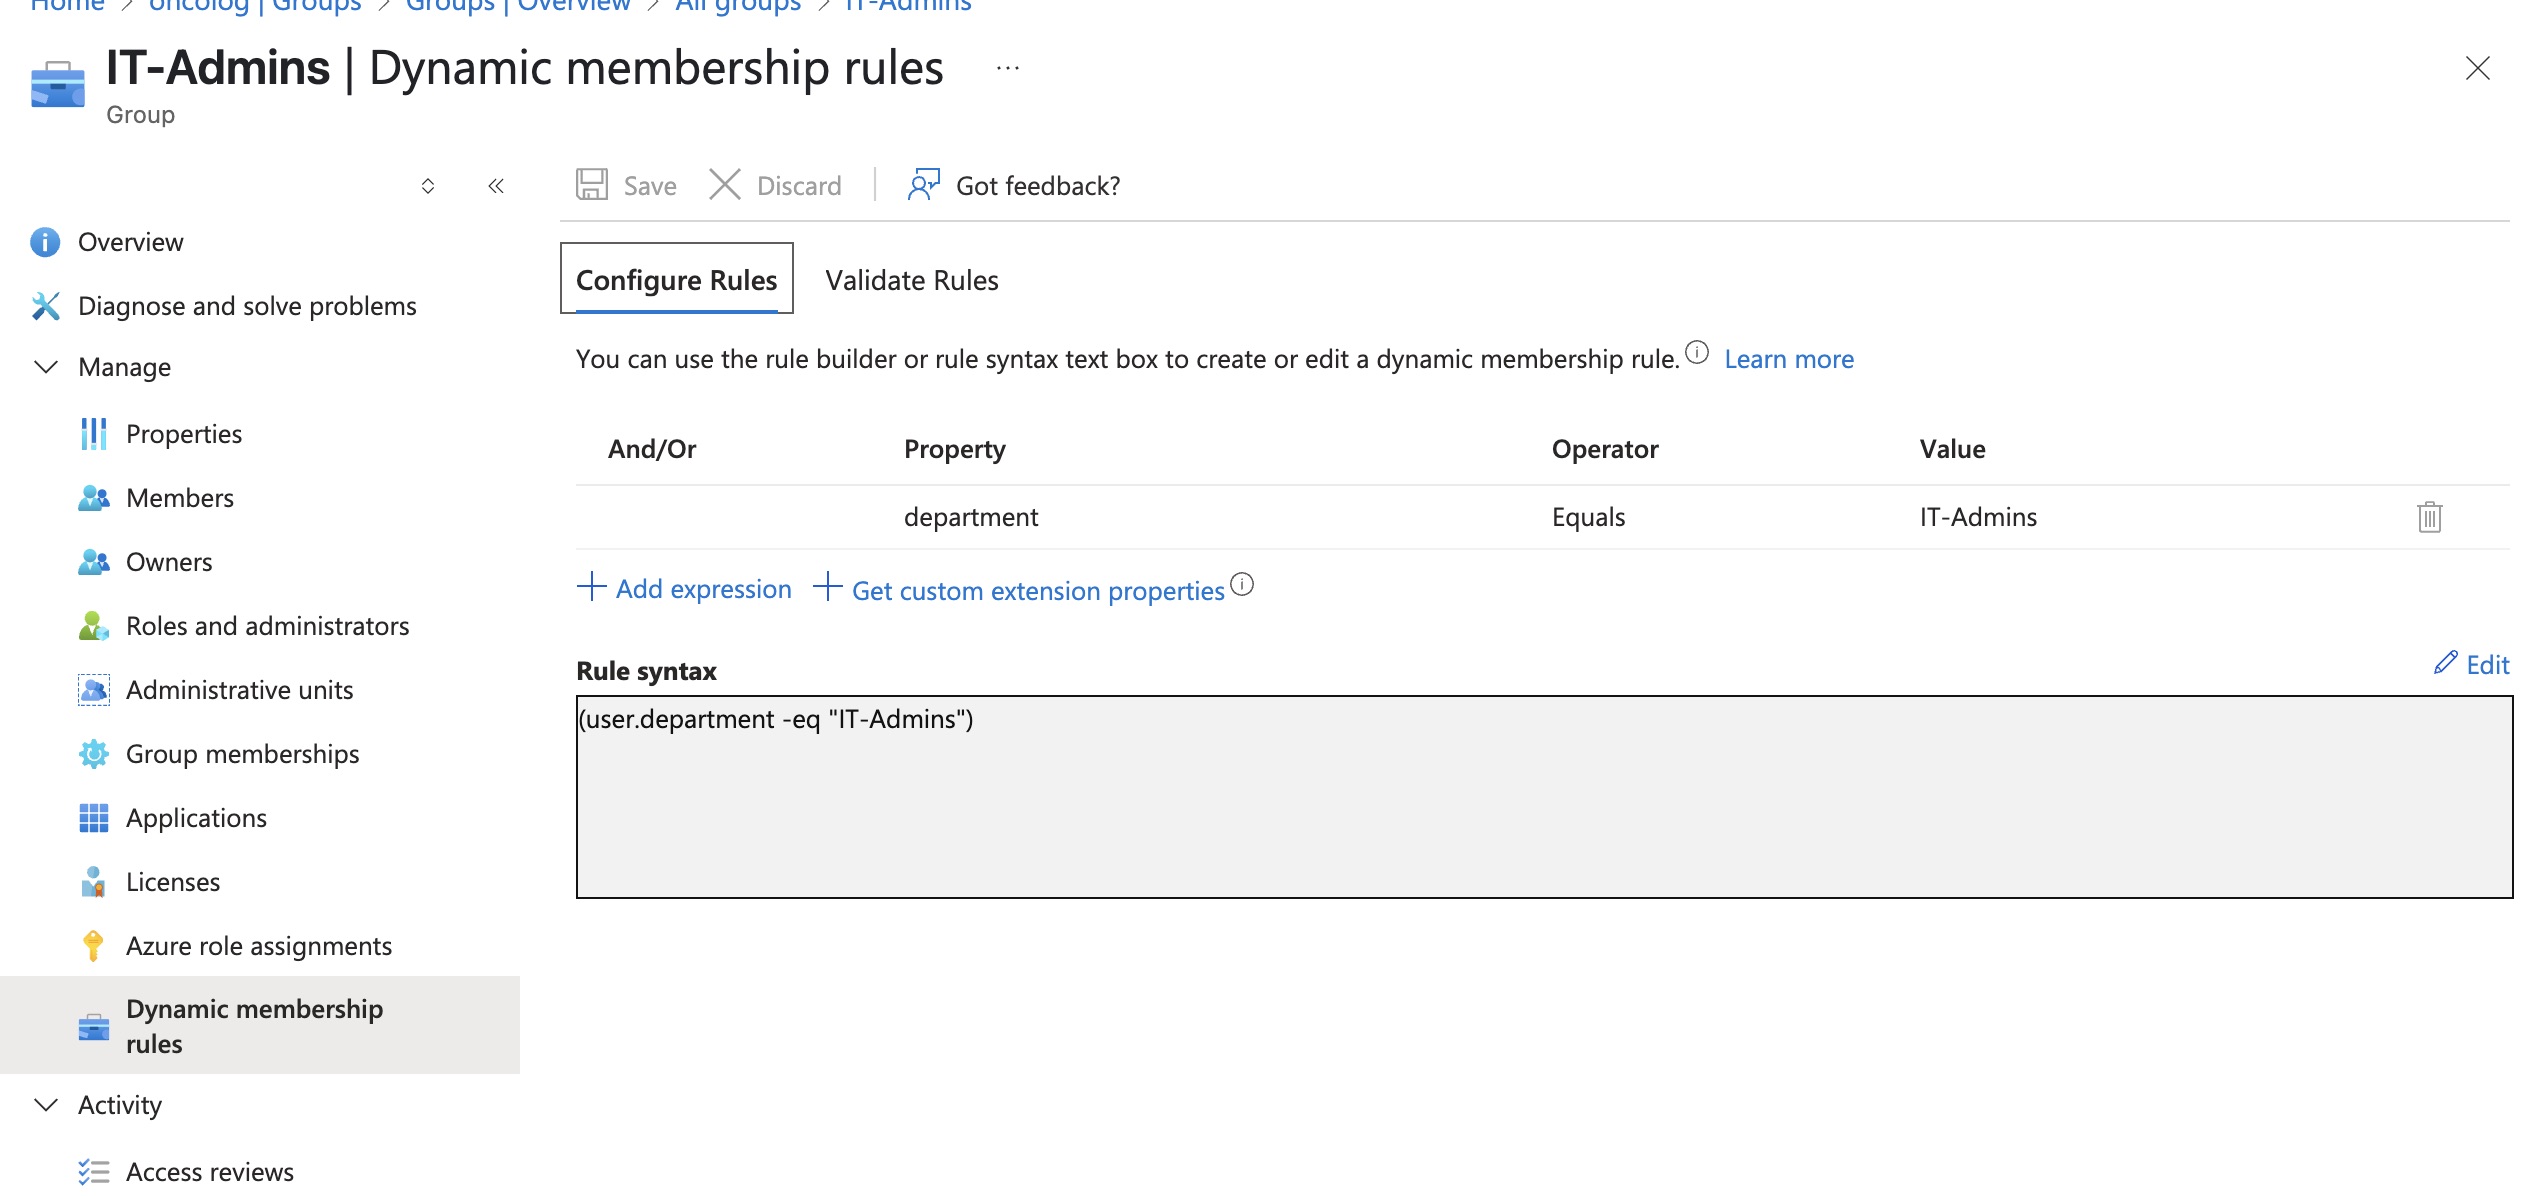 Home > oncolog | Groups > Groups | Overview > All groups > IT-Admins
IT-Admins | Dynamic membership rules ...
Group
Save Discard Got feedback?
Overview
Diagnose and solve problems
Manage
Properties
Members
Owners
Roles and administrators
Administrative units
Group memberships
Applications
Licenses
Azure role assignments
Dynamic membership
rules
Activity
Access reviews
Configure Rules Validate Rules
You can use the rule builder or rule syntax text box to create or edit a dynamic membership rule. Learn more
And/Or Property Operator Value
department Equals IT-Admins
Add expression Get custom extension properties
Rule syntax Edit
(user.department -eq "IT-Admins")